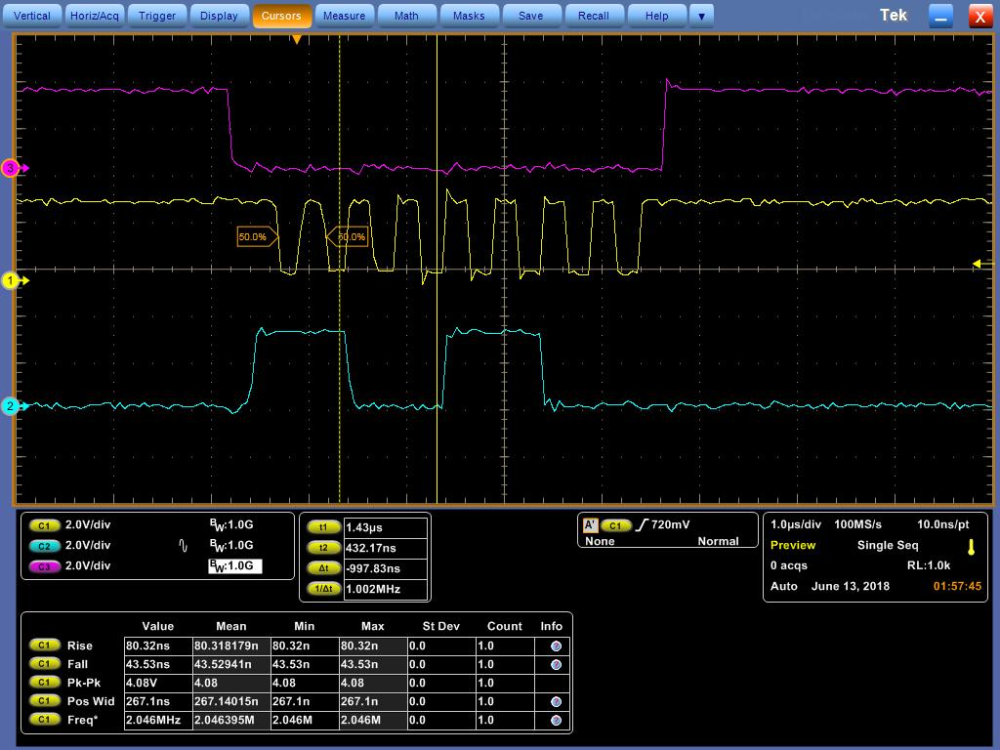 Vertical Horiz/Acq Trigger Display Cursors Measure Math Masks Save Recall Help ▼ Tek X
3
50.0% 50.0%
1
2
C1 2.0V/div BW:1.0G
C2 2.0V/div BW:1.0G
C3 2.0V/div BW:1.0G
t1 1.43µs
t2 432.17ns
Δt -997.83ns
1/Δt 1.002MHz
A' C1 720mV
None Normal
1.0µs/div 100MS/s 10.0ns/pt
Preview Single Seq
0 acqs RL:1.0k
Auto June 13, 2018 01:57:45
Value Mean Min Max St Dev Count Info
C1 Rise 80.32ns 80.318179n 80.32n 80.32n 0.0 1.0
C1 Fall 43.53ns 43.52941n 43.53n 43.53n 0.0 1.0
C1 Pk-Pk 4.08V 4.08 4.08 4.08 0.0 1.0
C1 Pos Wid 267.1ns 267.14015n 267.1n 267.1n 0.0 1.0
C1 Freq* 2.046MHz 2.046395M 2.046M 2.046M 0.0 1.0